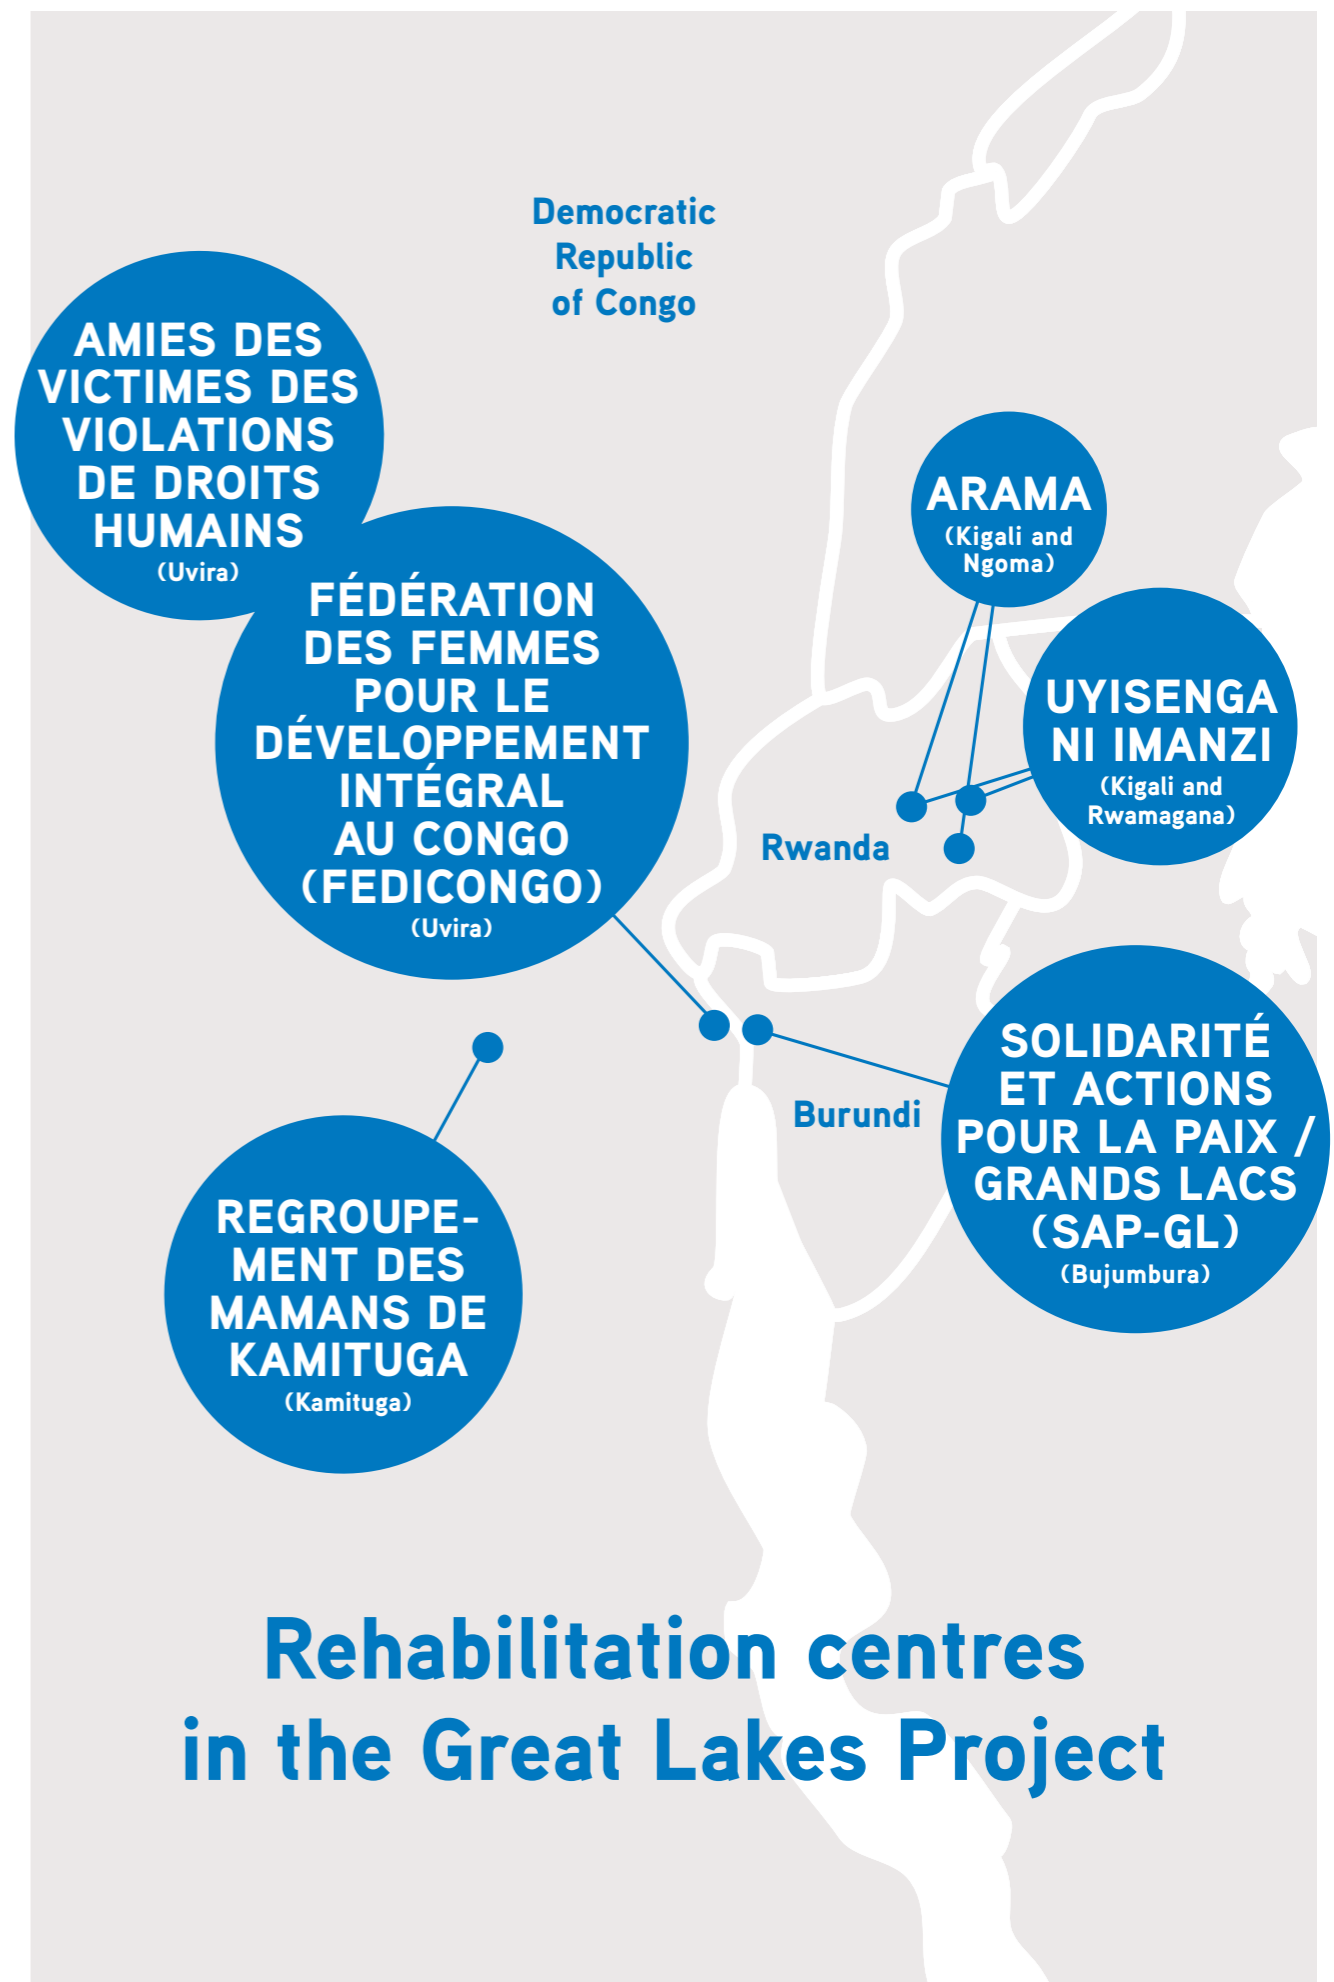 Democratic
Republic
of Congo
AMIES DES
VICTIMES DES
VIOLATIONS
DE DROITS
HUMAINS
(Uvira)
FÉDÉRATION
DES FEMMES
POUR LE
DÉVELOPPEMENT
INTÉGRAL
AU CONGO
(FEDICONGO)
(Uvira)
ARAMA
(Kigali and
Ngoma)
UYISENGA
NI IMANZI
(Kigali and
Rwamagana)
Rwanda
SOLIDARITÉ
ET ACTIONS
POUR LA PAIX /
GRANDS LACS
(SAP-GL)
(Bujumbura)
Burundi
REGROUPE-
MENT DES
MAMANS DE
KAMITUGA
(Kamituga)
Rehabilitation centres
in the Great Lakes Project